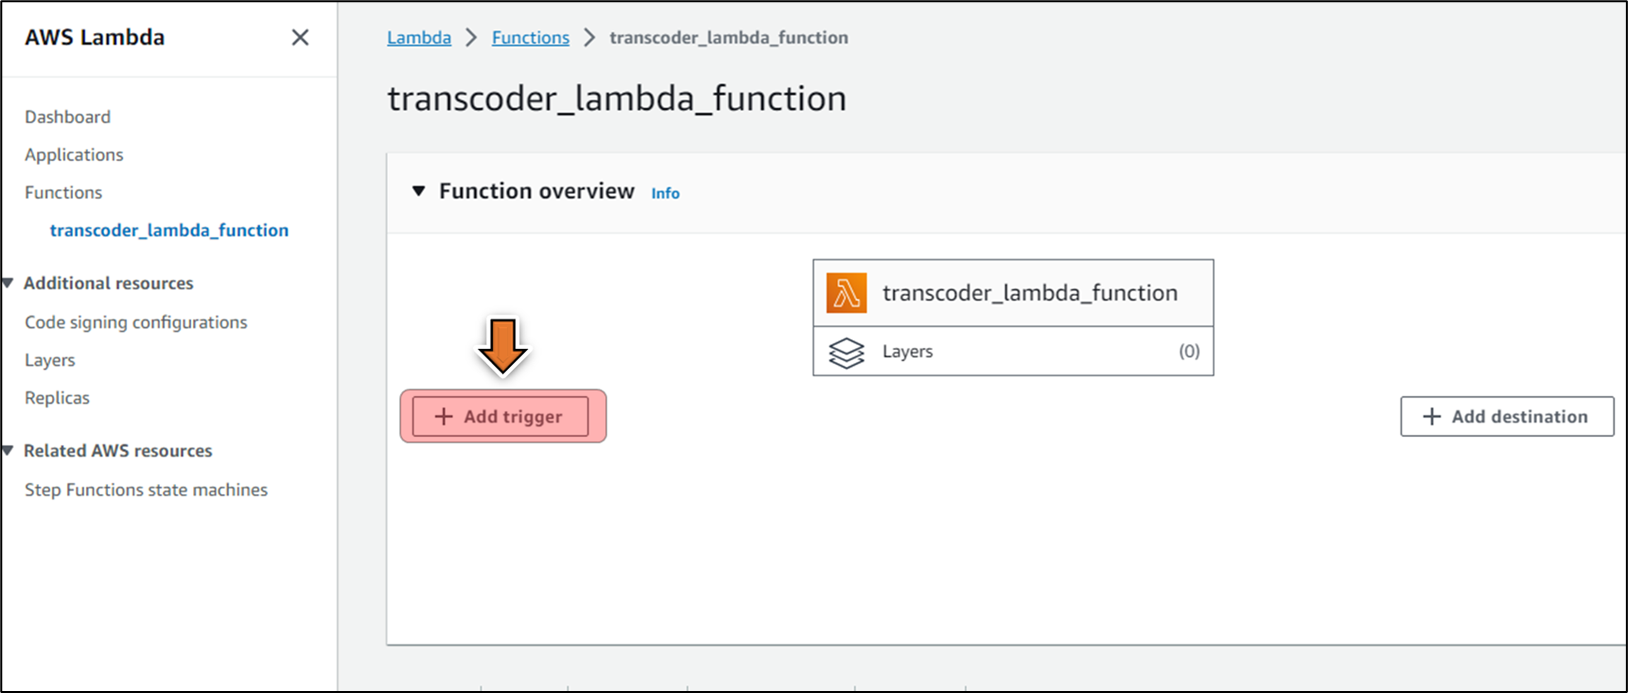 AWS Lambda
Dashboard
Applications
Functions
transcoder_lambda_function
Additional resources
Code signing configurations
Layers
Replicas
Related AWS resources
Step Functions state machines
Lambda > Functions > transcoder_lambda_function
transcoder_lambda_function
Function overview Info
transcoder_lambda_function
Layers (0)
+ Add trigger
+ Add destination